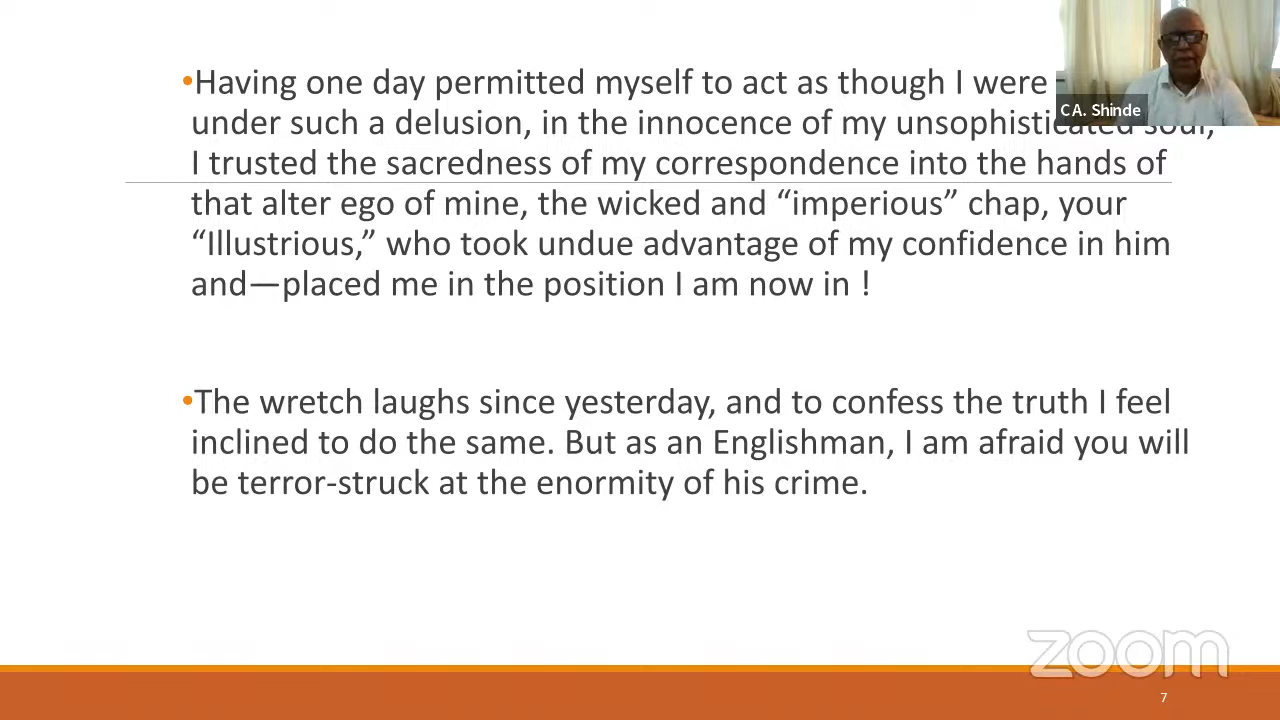 •Having one day permitted myself to act as though I were
under such a delusion, in the innocence of my unsophisticated soul,
I trusted the sacredness of my correspondence into the hands of
that alter ego of mine, the wicked and “imperious” chap, your
“Illustrious,” who took undue advantage of my confidence in him
and—placed me in the position I am now in !
•The wretch laughs since yesterday, and to confess the truth I feel
inclined to do the same. But as an Englishman, I am afraid you will
be terror-struck at the enormity of his crime.
C A. Shinde
zoom
7